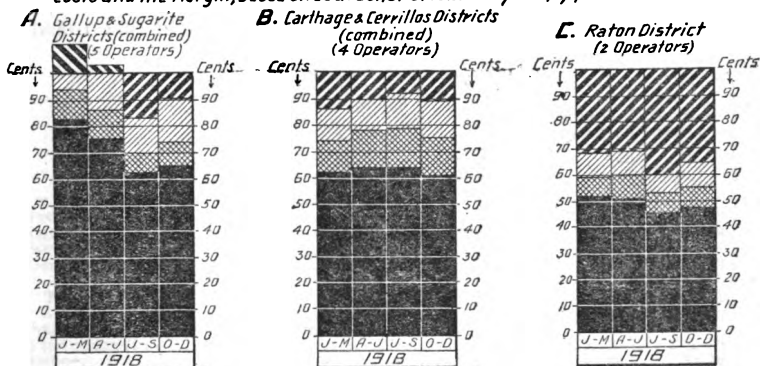 A. Gallup & Sugarite
Districts (combined)
(5 Operators)
B. Carthage & Cerrillos Districts
(combined)
(4 Operators)
C. Raton District
(2 Operators)
Cents Cents Cents Cents Cents Cents
90 90 90 90 90 90
80 80 80 80 80 80
70 70 70 70 70 70
60 60 60 60 60 60
50 50 50 50 50 50
40 40 40 40 40 40
30 30 30 30 30 30
20 20 20 20 20 20
10 10 10 10 10 10
0 0 0 0 0 0
J-M A-J J-S O-D J-M A-J J-S O-D J-M A-J J-S O-D
1918 1918 1918